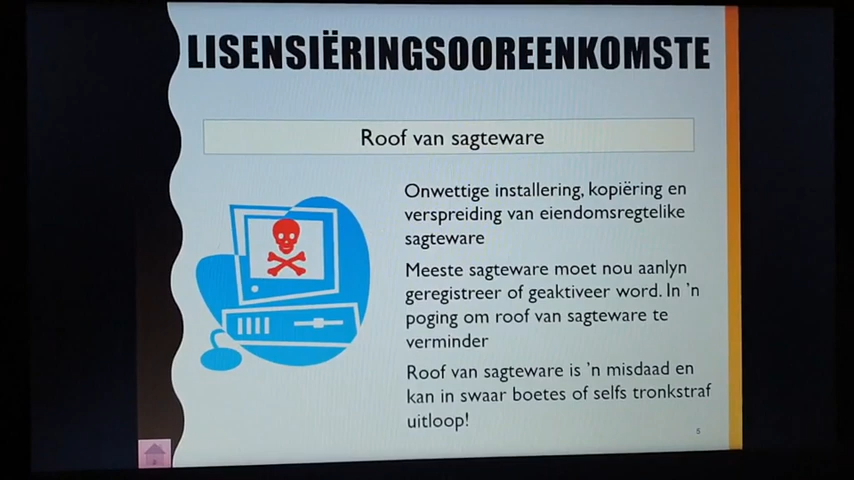 LISENSIËRINGSOOREENKOMSTE
Roof van sagteware
Onwettige installering, kopiëring en
verspreiding van eiendomsregtelike
sagteware
Meeste sagteware moet nou aanlyn
geregistreer of geaktiveer word. In 'n
poging om roof van sagteware te
verminder
Roof van sagteware is 'n misdaad en
kan in swaar boetes of selfs tronkstraf
uitloop!
5